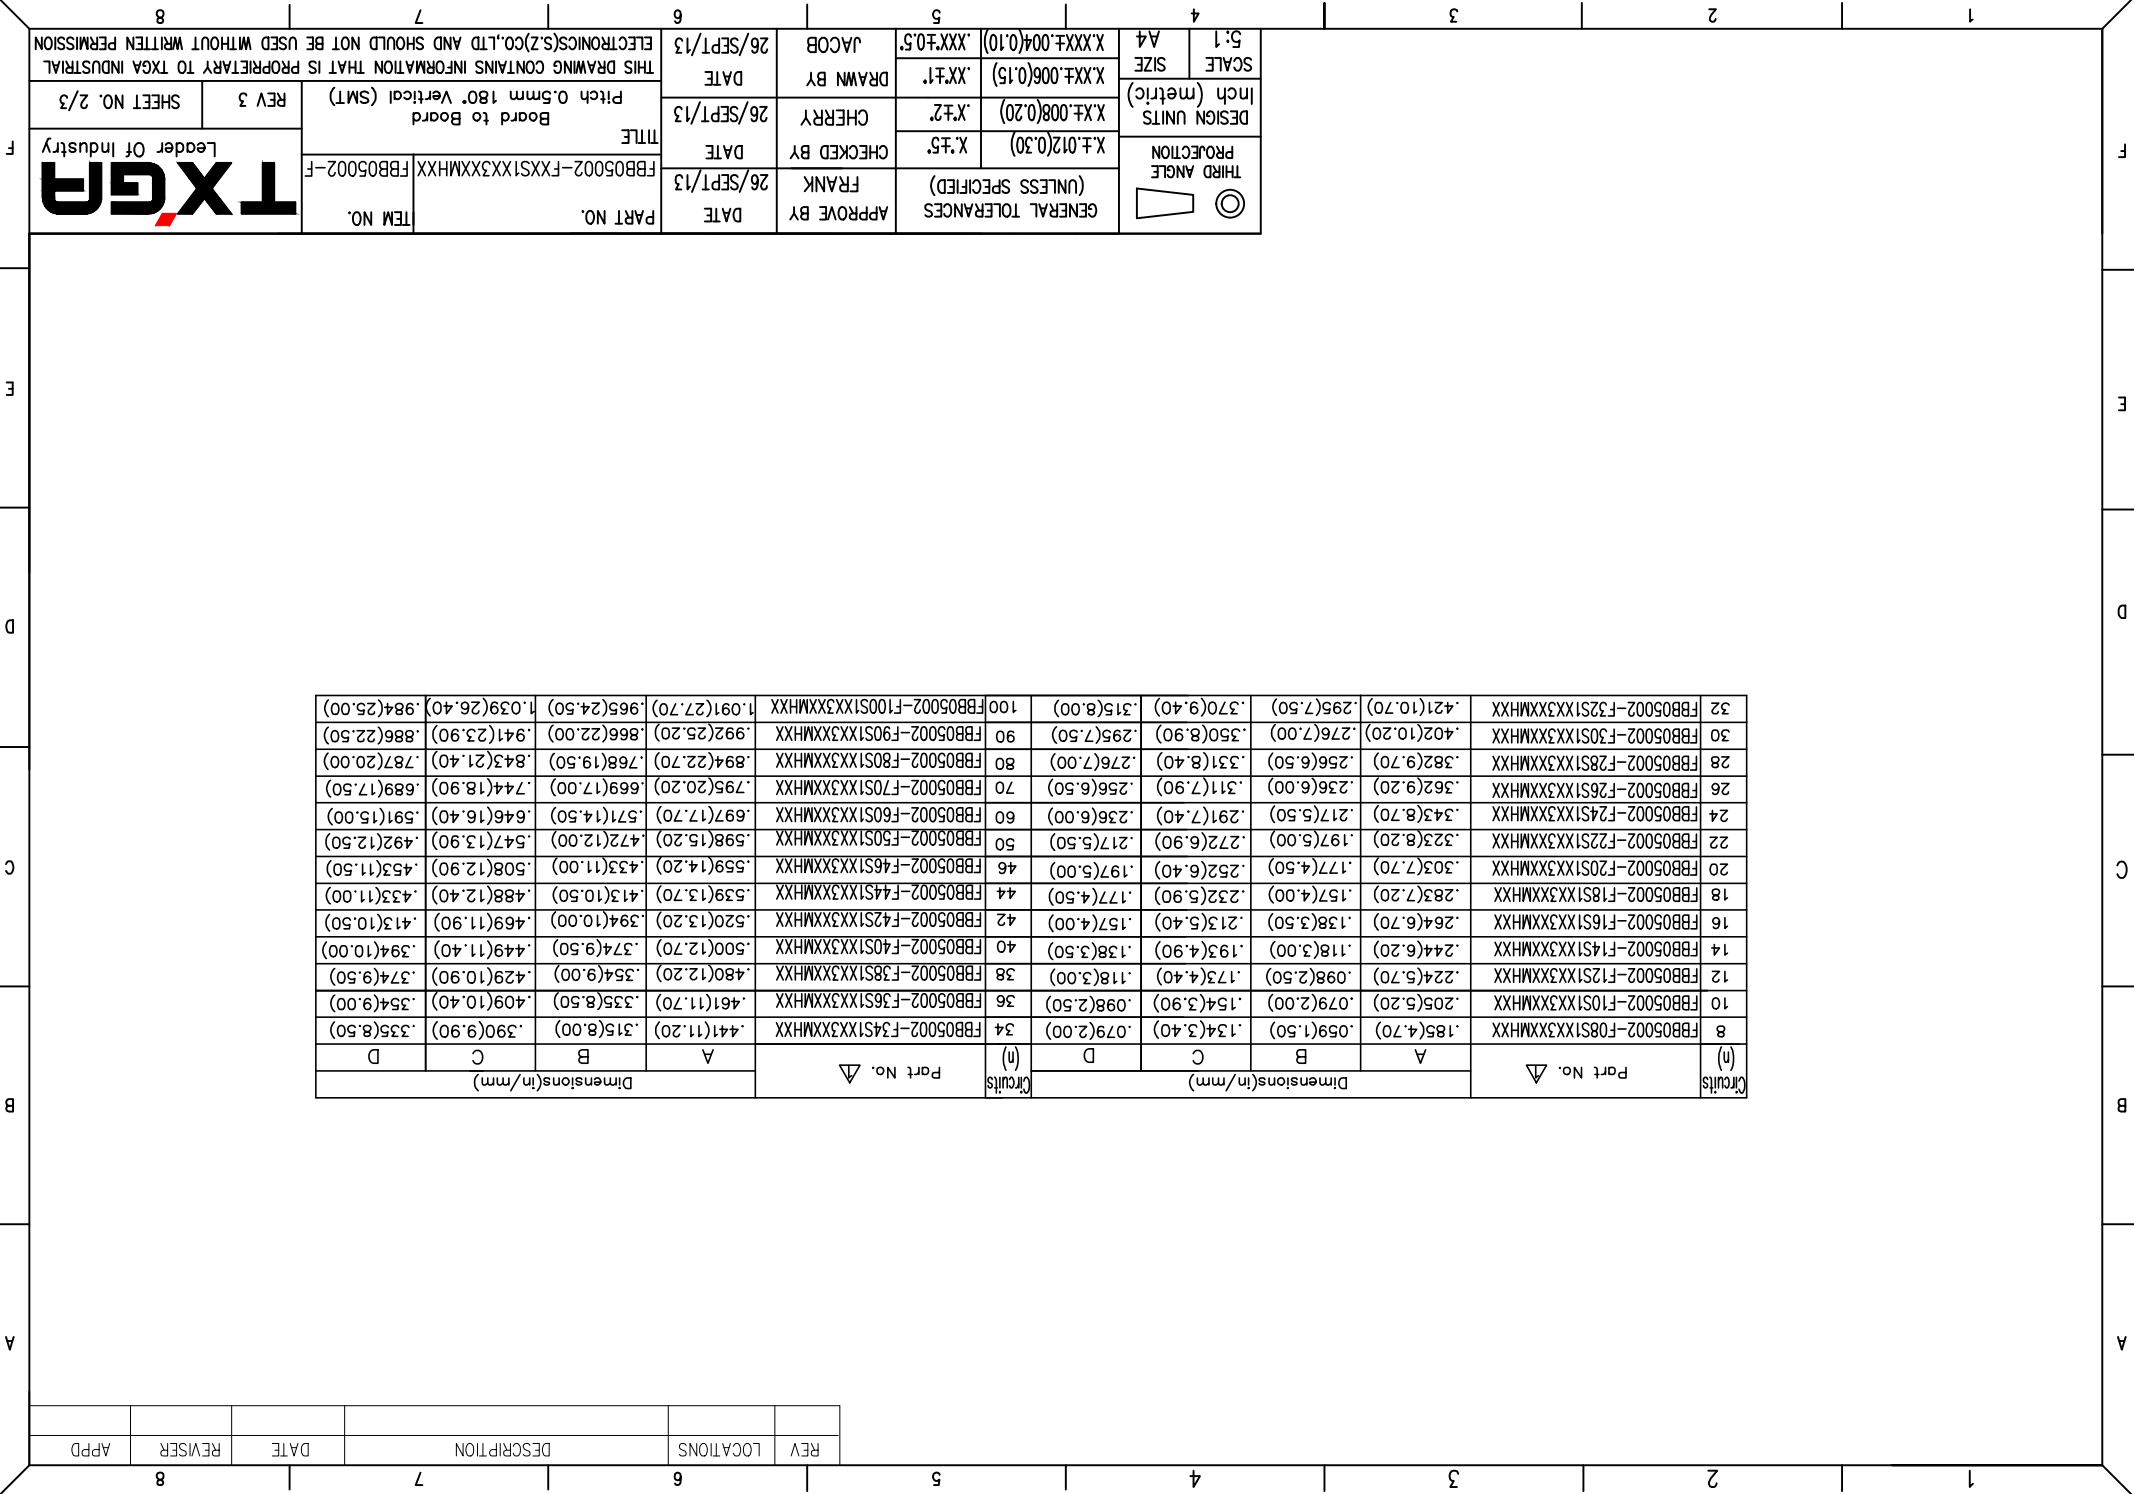 1 2 3 4 5 6 7 8
REV LOCATIONS DESCRIPTION DATE REVISER APPD
A A
B B
C C
D D
E E
F F
Circuits (n) Part No. 1 Dimensions(in/mm) Circuits (n) Part No. 1 Dimensions(in/mm)
A B C D A B C D
8 FBB05002-F08S1XX3XXMHXX .185(4.70) .059(1.50) .134(3.40) .079(2.00) 34 FBB05002-F34S1XX3XXMHXX .441(11.20) .315(8.00) .390(9.90) .335(8.50)
10 FBB05002-F10S1XX3XXMHXX .205(5.20) .079(2.00) .154(3.90) .098(2.50) 36 FBB05002-F36S1XX3XXMHXX .461(11.70) .335(8.50) .409(10.40) .354(9.00)
12 FBB05002-F12S1XX3XXMHXX .224(5.70) .098(2.50) .173(4.40) .118(3.00) 38 FBB05002-F38S1XX3XXMHXX .480(12.20) .354(9.00) .429(10.90) .374(9.50)
14 FBB05002-F14S1XX3XXMHXX .244(6.20) .118(3.00) .193(4.90) .138(3.50) 40 FBB05002-F40S1XX3XXMHXX .500(12.70) .374(9.50) .449(11.40) .394(10.00)
16 FBB05002-F16S1XX3XXMHXX .264(6.70) .138(3.50) .213(5.40) .157(4.00) 42 FBB05002-F42S1XX3XXMHXX .520(13.20) .394(10.00) .469(11.90) .413(10.50)
18 FBB05002-F18S1XX3XXMHXX .283(7.20) .157(4.00) .232(5.90) .177(4.50) 44 FBB05002-F44S1XX3XXMHXX .539(13.70) .413(10.50) .488(12.40) .433(11.00)
20 FBB05002-F20S1XX3XXMHXX .303(7.70) .177(4.50) .252(6.40) .197(5.00) 46 FBB05002-F46S1XX3XXMHXX .559(14.20) .433(11.00) .508(12.90) .453(11.50)
22 FBB05002-F22S1XX3XXMHXX .323(8.20) .197(5.00) .272(6.90) .217(5.50) 50 FBB05002-F50S1XX3XXMHXX .598(15.20) .472(12.00) .547(13.90) .492(12.50)
24 FBB05002-F24S1XX3XXMHXX .343(8.70) .217(5.50) .291(7.40) .236(6.00) 60 FBB05002-F60S1XX3XXMHXX .697(17.70) .571(14.50) .646(16.40) .591(15.00)
26 FBB05002-F26S1XX3XXMHXX .362(9.20) .236(6.00) .311(7.90) .256(6.50) 70 FBB05002-F70S1XX3XXMHXX .795(20.20) .669(17.00) .744(18.90) .689(17.50)
28 FBB05002-F28S1XX3XXMHXX .382(9.70) .256(6.50) .331(8.40) .276(7.00) 80 FBB05002-F80S1XX3XXMHXX .894(22.70) .768(19.50) .843(21.40) .787(20.00)
30 FBB05002-F30S1XX3XXMHXX .402(10.20) .276(7.00) .350(8.90) .295(7.50) 90 FBB05002-F90S1XX3XXMHXX .992(25.20) .866(22.00) .941(23.90) .886(22.50)
32 FBB05002-F32S1XX3XXMHXX .421(10.70) .295(7.50) .370(9.40) .315(8.00) 100 FBB05002-F100S1XX3XXMHXX 1.091(27.70) .965(24.50) 1.039(26.40) .984(25.00)
THIRD ANGLE
PROJECTION
DESIGN UNITS
Inch (metric)
SCALE SIZE
5:1 A4
GENERAL TOLERANCES
(UNLESS SPECIFIED)
X.±.012(0.30) X.°±5°
X.X±.008(0.20) .X°±2°
X.XX±.006(0.15) .XX°±1°
X.XXX±.004(0.10) .XXX°±0.5°
APPROVE BY DATE
FRANK 26/SEPT/13
CHECKED BY DATE
CHERRY 26/SEPT/13
DRAWN BY DATE
JACOB 26/SEPT/13
PART NO. ITEM NO.
FBB05002-FXXS1XX3XXMHXX FBB05002-F
TITLE
Board to Board
Pitch 0.5mm 180° Vertical (SMT)
TXGA
Leader Of Industry
REV 3 SHEET NO. 2/3
THIS DRAWING CONTAINS INFORMATION THAT IS PROPRIETARY TO TXGA INDUSTRIAL
ELECTRONICS(S.Z)CO.,LTD AND SHOULD NOT BE USED WITHOUT WRITTEN PERMISSION
1 2 3 4 5 6 7 8